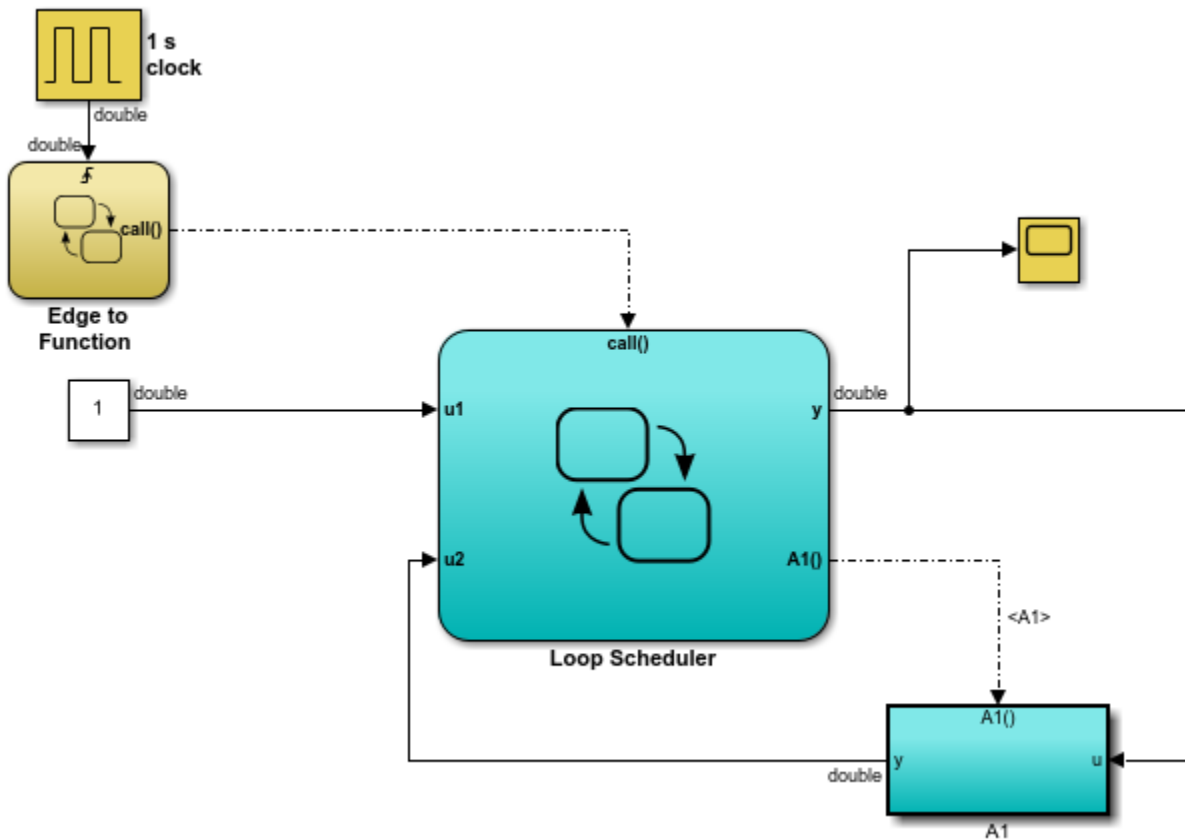 1 s
clock
double
double
call()
Edge to
Function
call()
1
double
u1
y
double
u2
A1()
<A1>
Loop Scheduler
A1()
y
u
double
A1